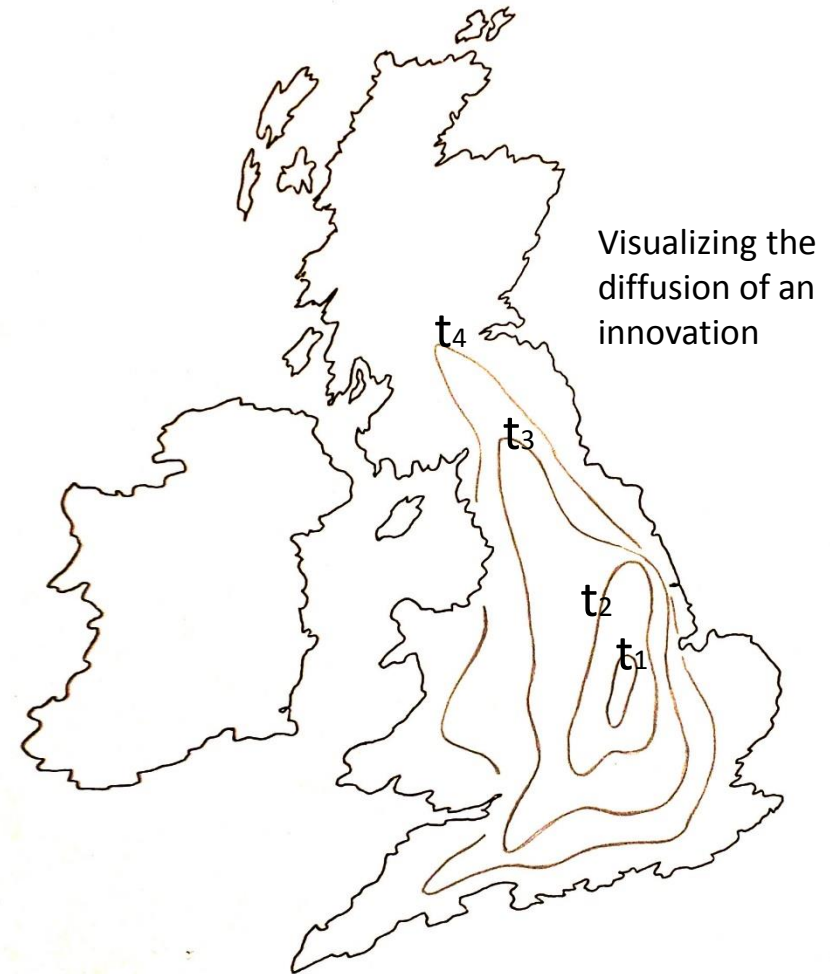 Visualizing the
diffusion of an
innovation
t4
t3
t2
t1